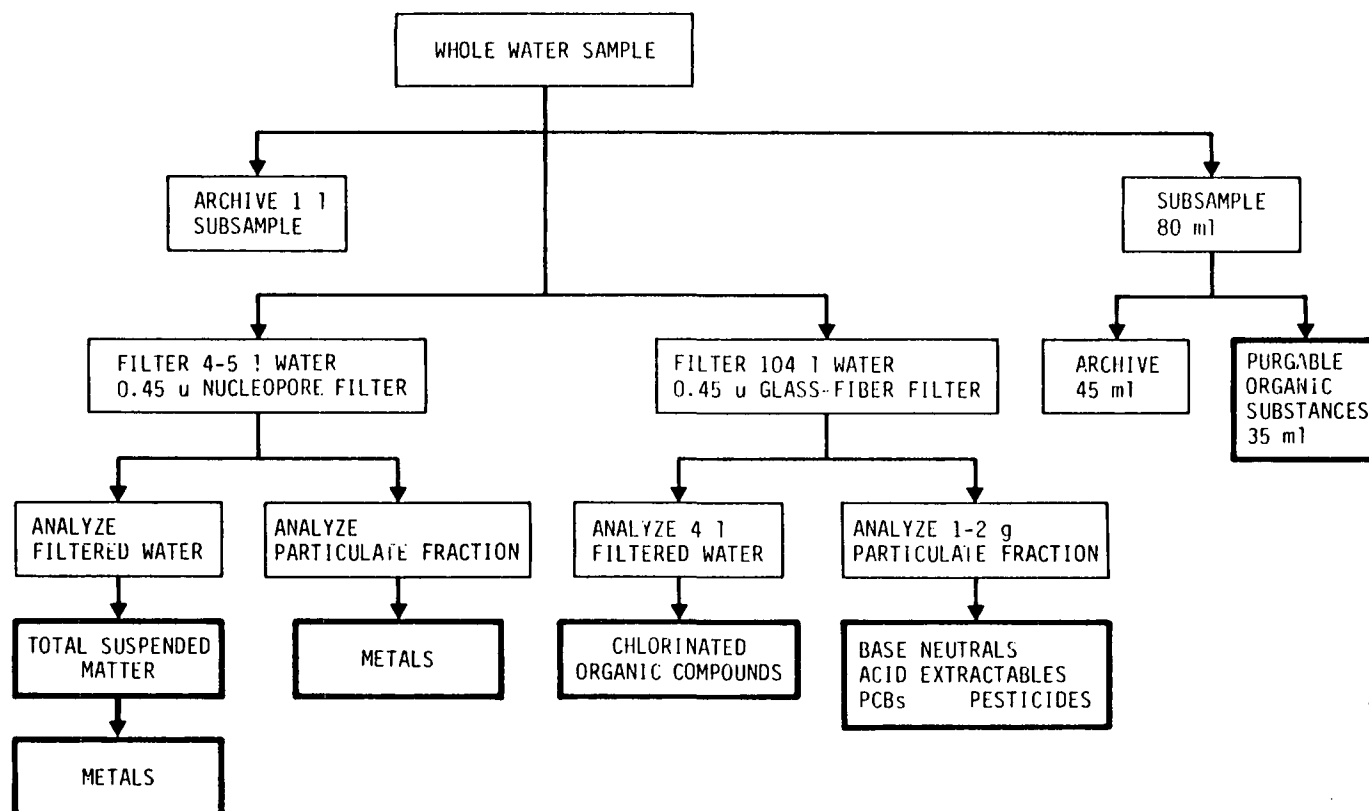 WHOLE WATER SAMPLE
ARCHIVE 1 l
SUBSAMPLE
SUBSAMPLE
80 ml
FILTER 4-5 l WATER
0.45 u NUCLEOPORE FILTER
FILTER 104 l WATER
0.45 u GLASS-FIBER FILTER
ARCHIVE
45 ml
PURGABLE
ORGANIC
SUBSTANCES
35 ml
ANALYZE
FILTERED WATER
ANALYZE
PARTICULATE FRACTION
ANALYZE 4 l
FILTERED WATER
ANALYZE 1-2 g
PARTICULATE FRACTION
TOTAL SUSPENDED
MATTER
METALS
CHLORINATED
ORGANIC COMPOUNDS
BASE NEUTRALS
ACID EXTRACTABLES
PCBs PESTICIDES
METALS